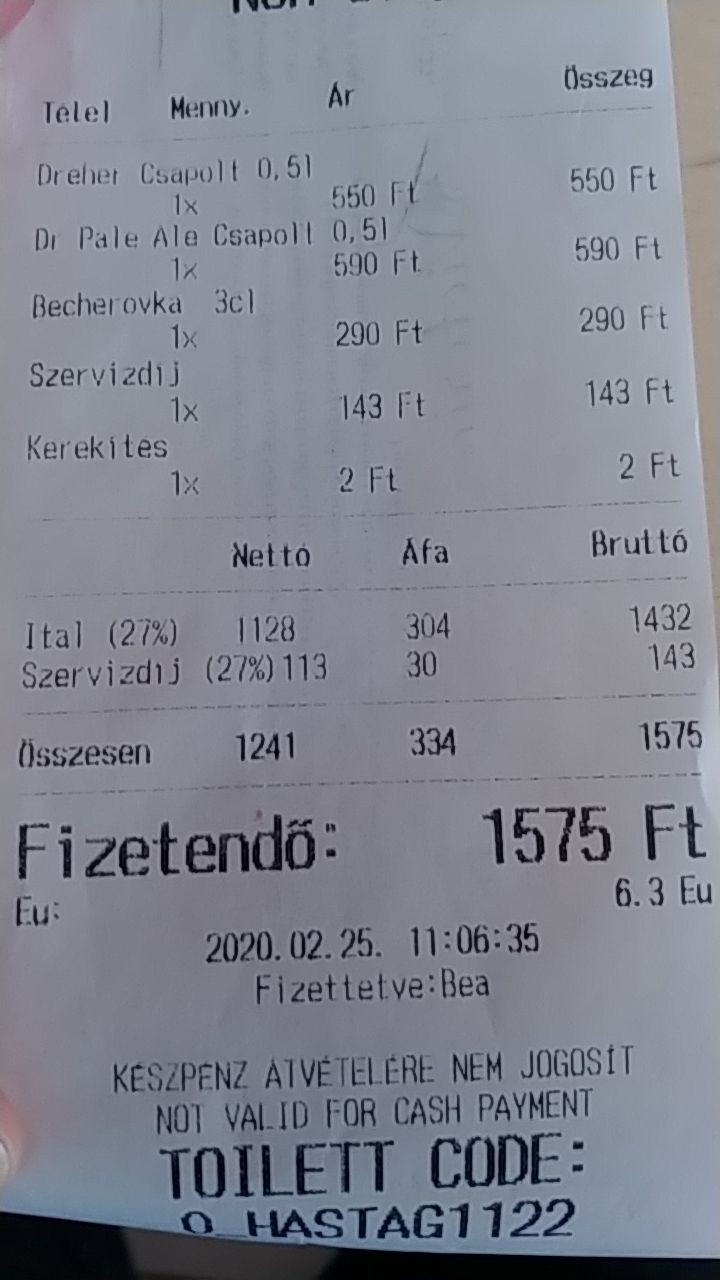 Tétel Menny. Ár Összeg
Dreher Csapolt 0,5l
1x 550 Ft 550 Ft
Dr Pale Ale Csapolt 0,5l
1x 590 Ft 590 Ft
Becherovka 3cl
1x 290 Ft 290 Ft
Szervizdíj
1x 143 Ft 143 Ft
Kerekítés
1x 2 Ft 2 Ft
Nettó Áfa Bruttó
Ital (27%) 1128 304 1432
Szervizdíj (27%) 113 30 143
Összesen 1241 334 1575
Fizetendő: 1575 Ft
Eu: 6.3 Eu
2020.02.25. 11:06:35
Fizettetve:Bea
KÉSZPÉNZ ÁTVÉTELÉRE NEM JOGOSÍT
NOT VALID FOR CASH PAYMENT
TOILETT CODE:
O HASTAG1122